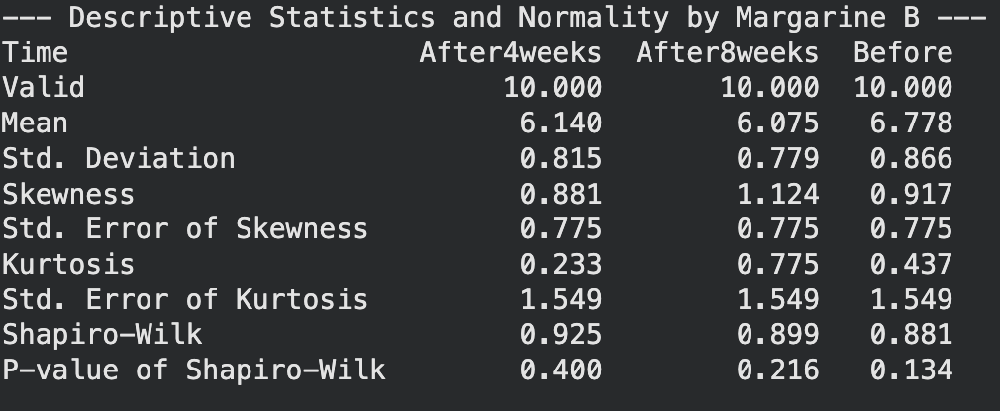 --- Descriptive Statistics and Normality by Margarine B ---
Time After4weeks After8weeks Before
Valid 10.000 10.000 10.000
Mean 6.140 6.075 6.778
Std. Deviation 0.815 0.779 0.866
Skewness 0.881 1.124 0.917
Std. Error of Skewness 0.775 0.775 0.775
Kurtosis 0.233 0.775 0.437
Std. Error of Kurtosis 1.549 1.549 1.549
Shapiro-Wilk 0.925 0.899 0.881
P-value of Shapiro-Wilk 0.400 0.216 0.134